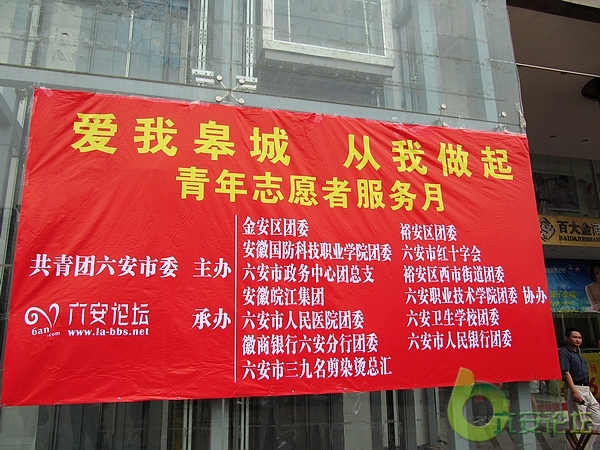 爱我皋城 从我做起
青年志愿者服务月
共青团六安市委 主办
六安论坛 承办
6an.com
www.la-bbs.net
金安区团委
安徽国防科技职业学院团委
六安市政务中心团总支
安徽皖江集团
六安市人民医院团委
徽商银行六安分行团委
六安市三九名剪染烫总汇
裕安区团委
六安市红十字会
裕安区西市街道团委
六安职业技术学院团委 协办
六安卫生学校团委
六安市人民银行团委
百大金
六安论坛